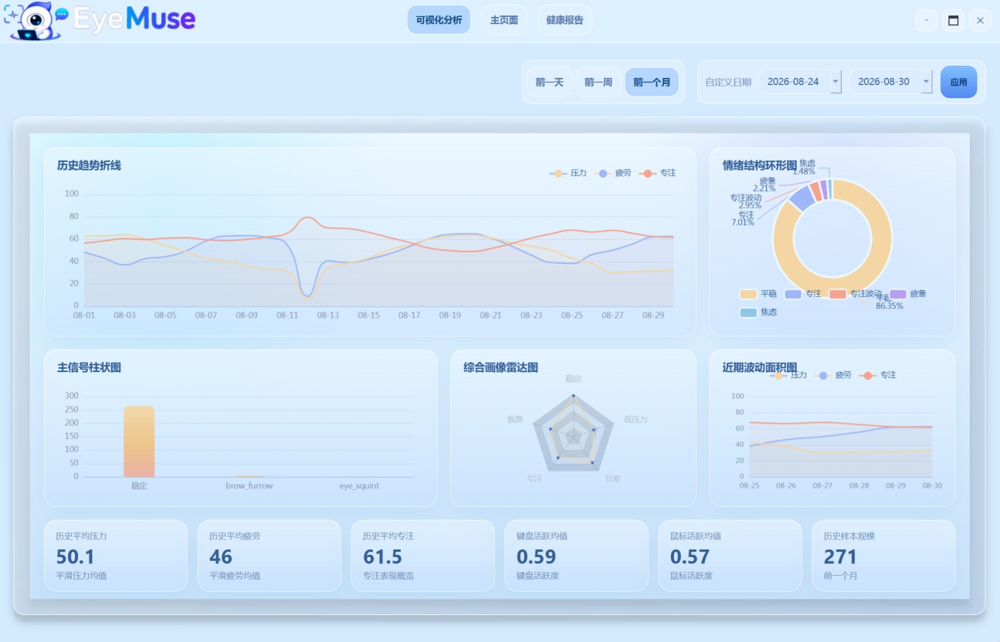 EyeMuse
可视化分析 主页面 健康报告
前一天 前一周 前一个月 自定义日期 2026-08-24 2026-08-30 应用
历史趋势折线
压力 疲劳 专注
100
80
60
40
20
0
08-01 08-03 08-05 08-07 08-09 08-11 08-13 08-15 08-17 08-19 08-21 08-23 08-25 08-27 08-29
情绪结构环形图
焦虑
1.48%
疲惫
2.21%
专注波动
2.95%
专注
7.01%
平稳
86.35%
平稳 专注 专注波动 疲惫
焦虑
主信号柱状图
300
250
200
150
100
50
0
稳定 brow_furrow eye_squint
综合画像雷达图
稳定
恢复 低压力
专注 节奏
近期波动面积图
压力 疲劳 专注
100
80
60
40
20
0
08-25 08-26 08-27 08-28 08-29 08-30
历史平均压力
50.1
平滑压力均值
历史平均疲劳
46
平滑疲劳均值
历史平均专注
61.5
专注表现概览
键盘活跃均值
0.59
键盘活跃度
鼠标活跃均值
0.57
鼠标活跃度
历史样本规模
271
前一个月